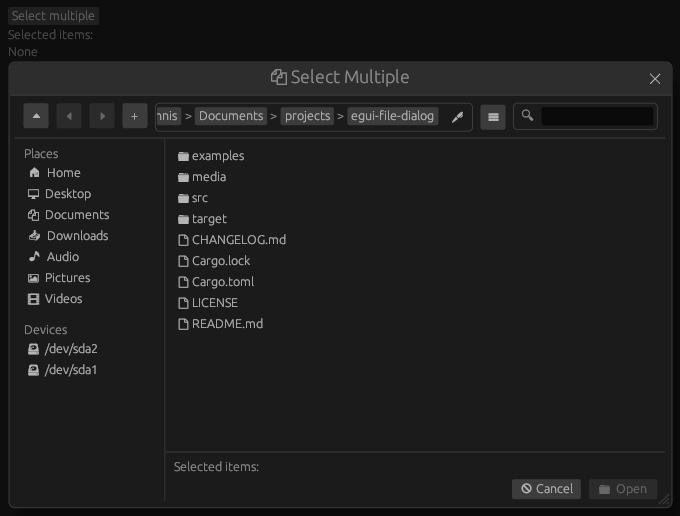 Select multiple
Selected items:
None
Select Multiple
nnis > Documents > projects > egui-file-dialog
Places
Home
Desktop
Documents
Downloads
Audio
Pictures
Videos
Devices
/dev/sda2
/dev/sda1
examples
media
src
target
CHANGELOG.md
Cargo.lock
Cargo.toml
LICENSE
README.md
Selected items:
Cancel Open